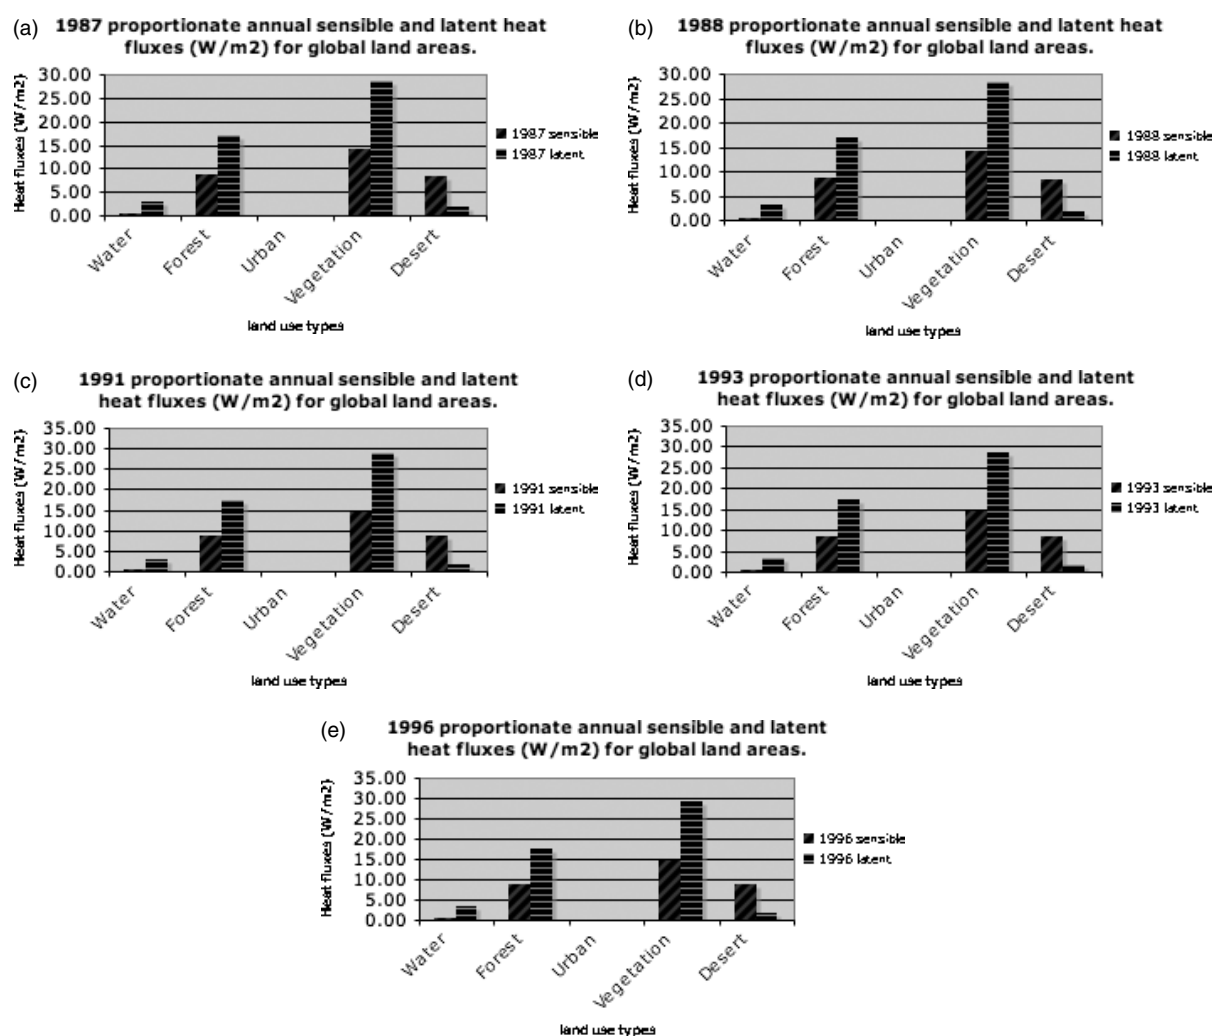 (a)
1987 proportionate annual sensible and latent heat
fluxes (W/m2) for global land areas.
Heat fluxes (W/m2)
30.00
25.00
20.00
15.00
10.00
5.00
0.00
1987 sensible
1987 latent
Water
Forest
Urban
Vegetation
Desert
land use types
(b)
1988 proportionate annual sensible and latent heat
fluxes (W/m2) for global land areas.
Heat fluxes (W/m2)
30.00
25.00
20.00
15.00
10.00
5.00
0.00
1988 sensible
1988 latent
Water
Forest
Urban
Vegetation
Desert
land use types
(c)
1991 proportionate annual sensible and latent
heat fluxes (W/m2) for global land areas.
Heat fluxes (W/m2)
35.00
30.00
25.00
20.00
15.00
10.00
5.00
0.00
1991 sensible
1991 latent
Water
Forest
Urban
Vegetation
Desert
land use types
(d)
1993 proportionate annual sensible and latent
heat fluxes (W/m2) for global land areas.
Heat fluxes (W/m2)
35.00
30.00
25.00
20.00
15.00
10.00
5.00
0.00
1993 sensible
1993 latent
Water
Forest
Urban
Vegetation
Desert
land use types
(e)
1996 proportionate annual sensible and latent
heat fluxes (W/m2) for global land areas.
Heat fluxes (W/m2)
35.00
30.00
25.00
20.00
15.00
10.00
5.00
0.00
1996 sensible
1996 latent
Water
Forest
Urban
Vegetation
Desert
land use types